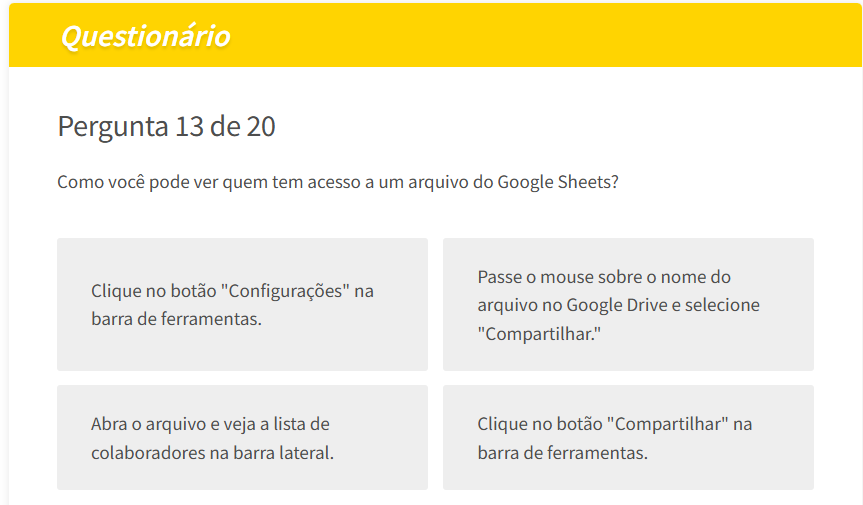 Questionário
Pergunta 13 de 20
Como você pode ver quem tem acesso a um arquivo do Google Sheets?
Clique no botão "Configurações" na
barra de ferramentas.
Passe o mouse sobre o nome do
arquivo no Google Drive e selecione
"Compartilhar."
Abra o arquivo e veja a lista de
colaboradores na barra lateral.
Clique no botão "Compartilhar" na
barra de ferramentas.